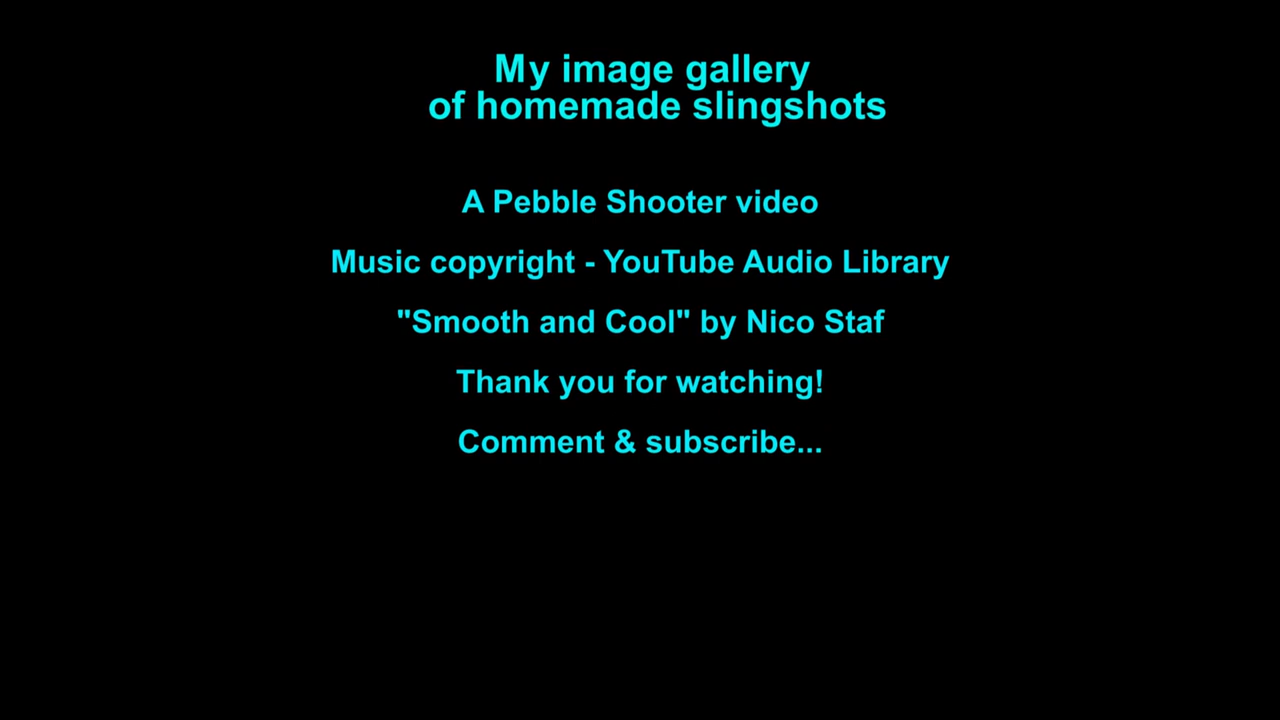 My image gallery
of homemade slingshots
A Pebble Shooter video
Music copyright - YouTube Audio Library
"Smooth and Cool" by Nico Staf
Thank you for watching!
Comment & subscribe...